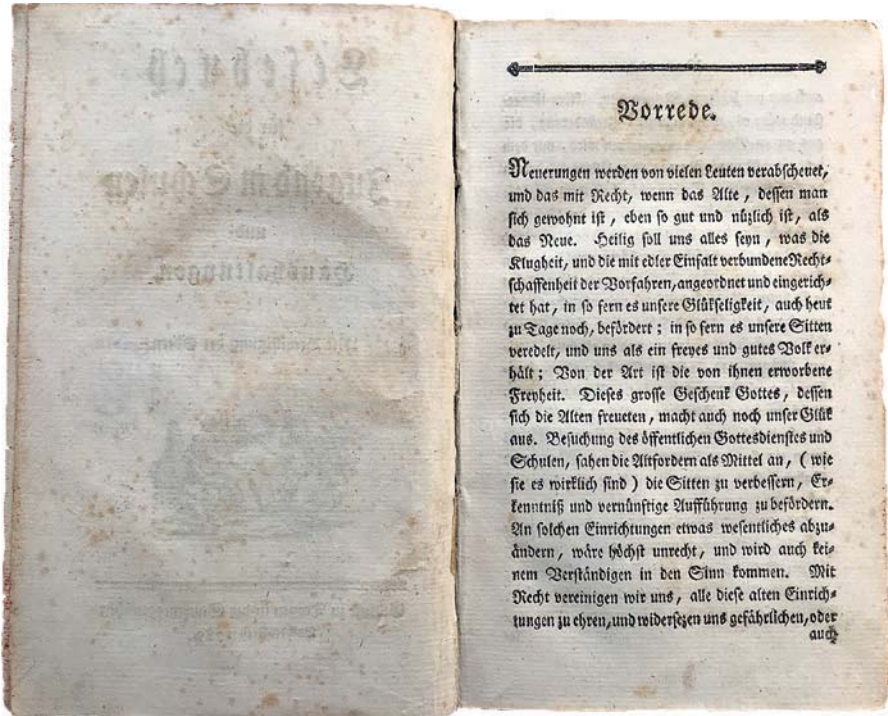 Vorrede.
Neuerungen werden von vielen Leuten verabscheuet,
und das mit Recht, wenn das Alte, dessen man
sich gewohnt ist, eben so gut und nüzlich ist, als
das Neue. Heilig soll uns alles seyn, was die
Klugheit, und die mit edler Einfalt verbundene Recht-
schaffenheit der Vorfahren, angeordnet und eingerich-
tet hat, in so fern es unsere Glükseligkeit, auch heut
zu Tage noch, befördert; in so fern es unsere Sitten
veredelt, und uns als ein freyes und gutes Volk er-
hält; Von der Art ist die von ihnen erworbene
Freyheit. Dieses grosse Geschenk Gottes, dessen
sich die Alten freueten, macht auch noch unser Glük
aus. Besuchung des öffentlichen Gottesdienstes und
Schulen, sahen die Altfordern als Mittel an, (wie
sie es wirklich sind) die Sitten zu verbessern, Er-
kenntniß und vernünftige Aufführung zu befördern.
An solchen Einrichtungen etwas wesentliches abzu-
ändern, wäre höchst unrecht, und wird auch kei-
nem Verständigen in den Sinn kommen. Mit
Recht vereinigen wir uns, alle diese alten Einrich-
tungen zu ehren, und widersezen uns gefährlichen, oder
auch